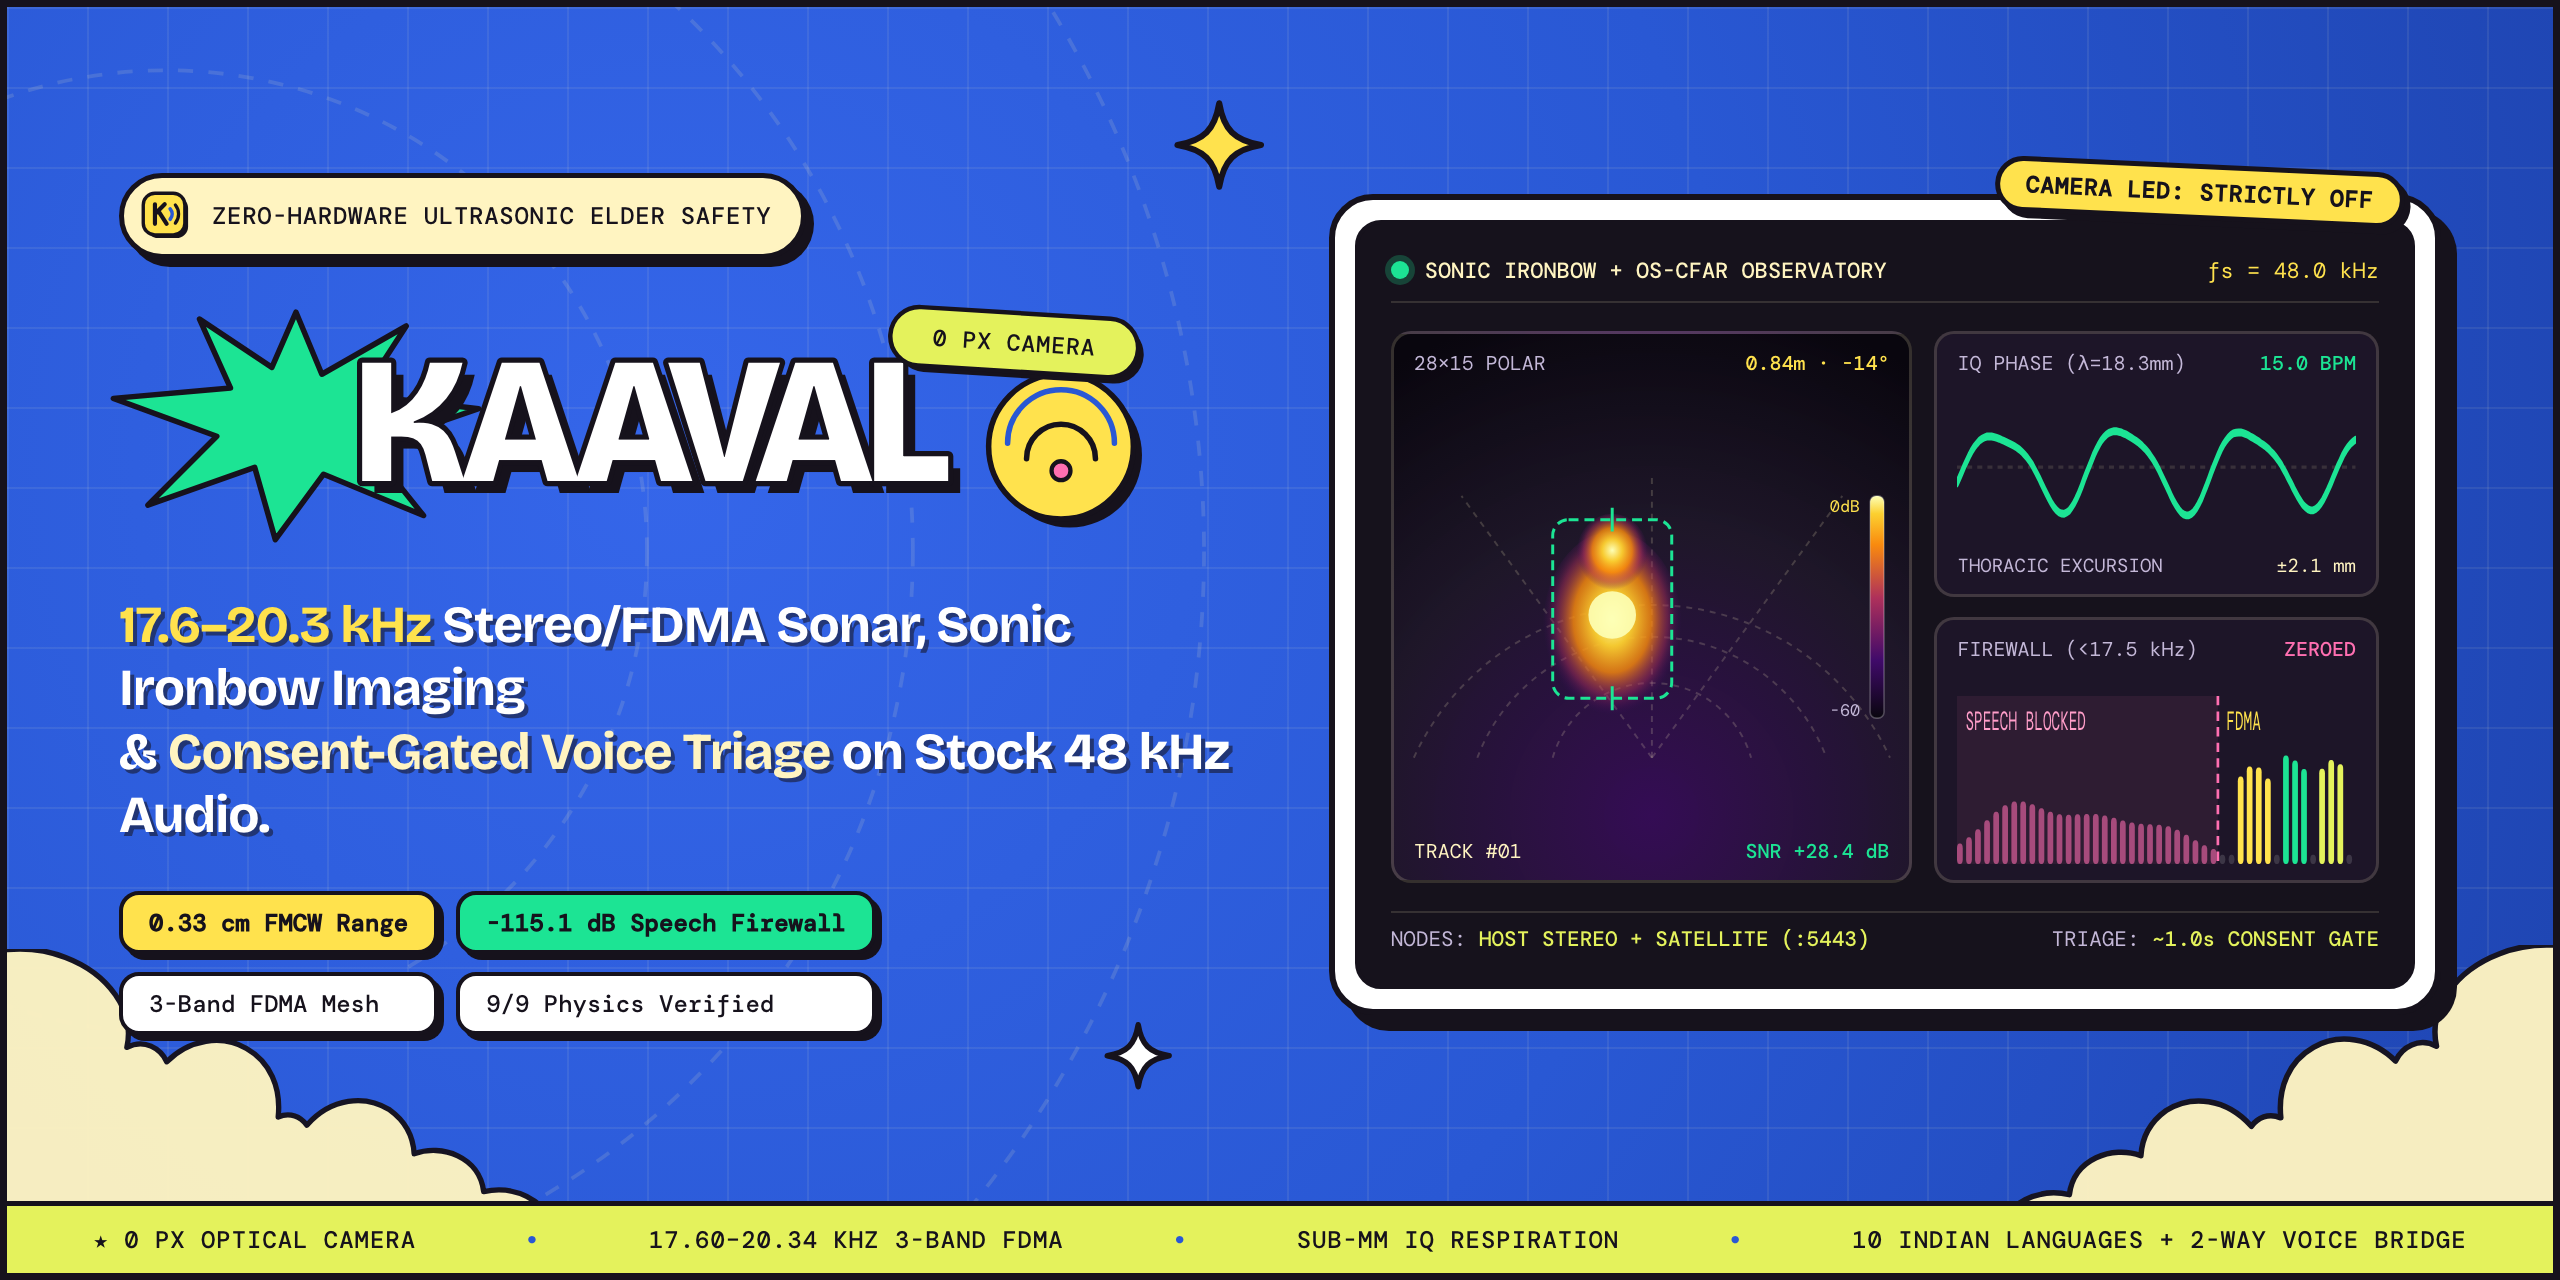 K
ZERO-HARDWARE ULTRASONIC ELDER SAFETY
KAAVAL
0 PX CAMERA
17.6–20.3 kHz Stereo/FDMA Sonar, Sonic
Ironbow Imaging
& Consent-Gated Voice Triage on Stock 48 kHz
Audio.
0.33 cm FMCW Range
-115.1 dB Speech Firewall
3-Band FDMA Mesh
9/9 Physics Verified
CAMERA LED: STRICTLY OFF
SONIC IRONBOW + OS-CFAR OBSERVATORY
ƒs = 48.0 kHz
28×15 POLAR
0.84m · -14°
0dB
-60
TRACK #01
SNR +28.4 dB
IQ PHASE (λ=18.3mm)
15.0 BPM
THORACIC EXCURSION
±2.1 mm
FIREWALL (<17.5 kHz)
ZEROED
SPEECH BLOCKED
FDMA
NODES: HOST STEREO + SATELLITE (:5443)
TRIAGE: ~1.0s CONSENT GATE
★ 0 PX OPTICAL CAMERA • 17.60–20.34 KHZ 3-BAND FDMA • SUB-MM IQ RESPIRATION • 10 INDIAN LANGUAGES + 2-WAY VOICE BRIDGE